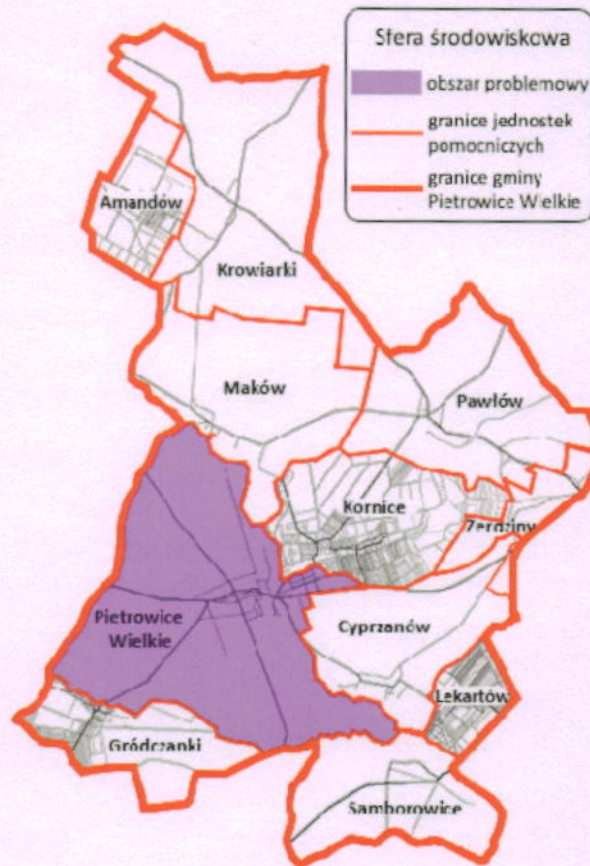 Sfera środowiskowa
obszar problemowy
granice jednostek
pomocniczych
granice gminy
Pietrowice Wielkie
Amandów
Krowiarki
Maków
Pawłów
Kornice
Żerdziny
Pietrowice
Wielkie
Cyprzanów
Lekartów
Gródczanki
Samborowice